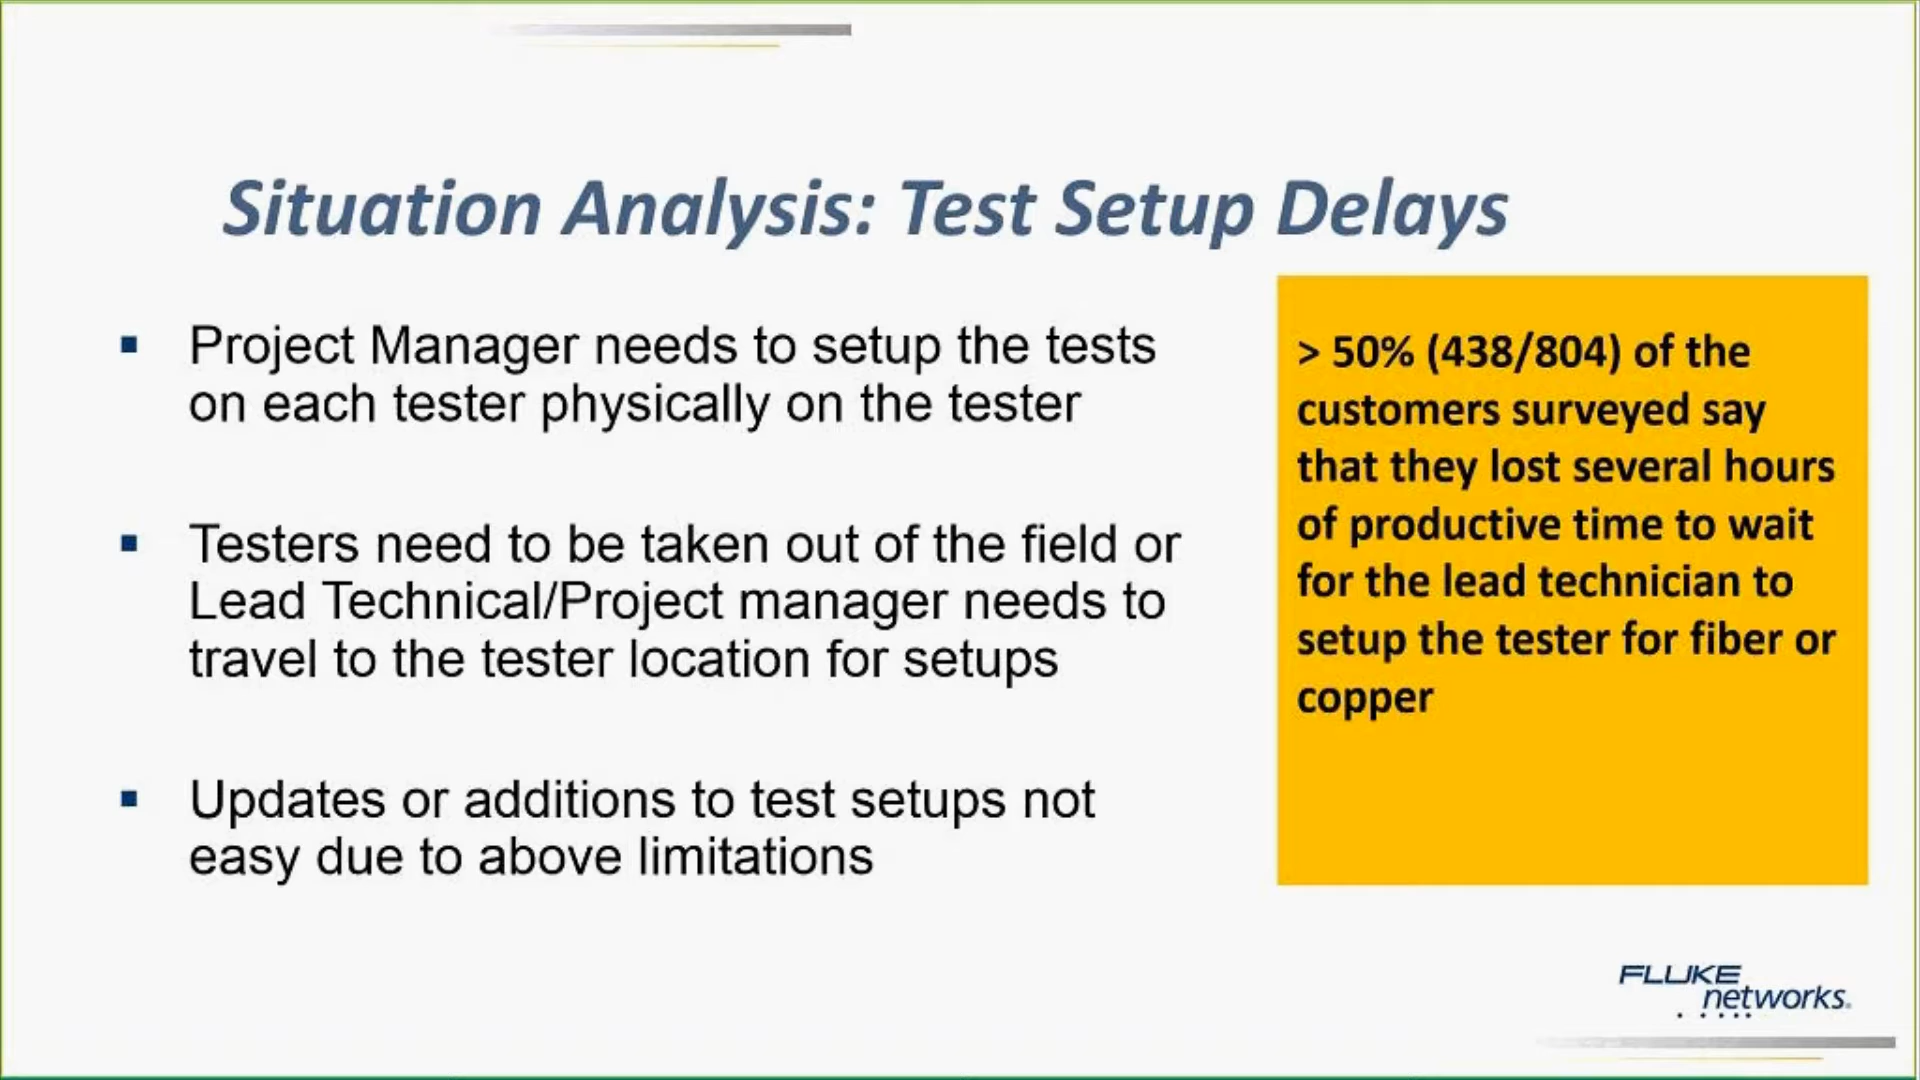 Situation Analysis: Test Setup Delays
▪ Project Manager needs to setup the tests
on each tester physically on the tester
▪ Testers need to be taken out of the field or
Lead Technical/Project manager needs to
travel to the tester location for setups
▪ Updates or additions to test setups not
easy due to above limitations
> 50% (438/804) of the
customers surveyed say
that they lost several hours
of productive time to wait
for the lead technician to
setup the tester for fiber or
copper
FLUKE
networks.